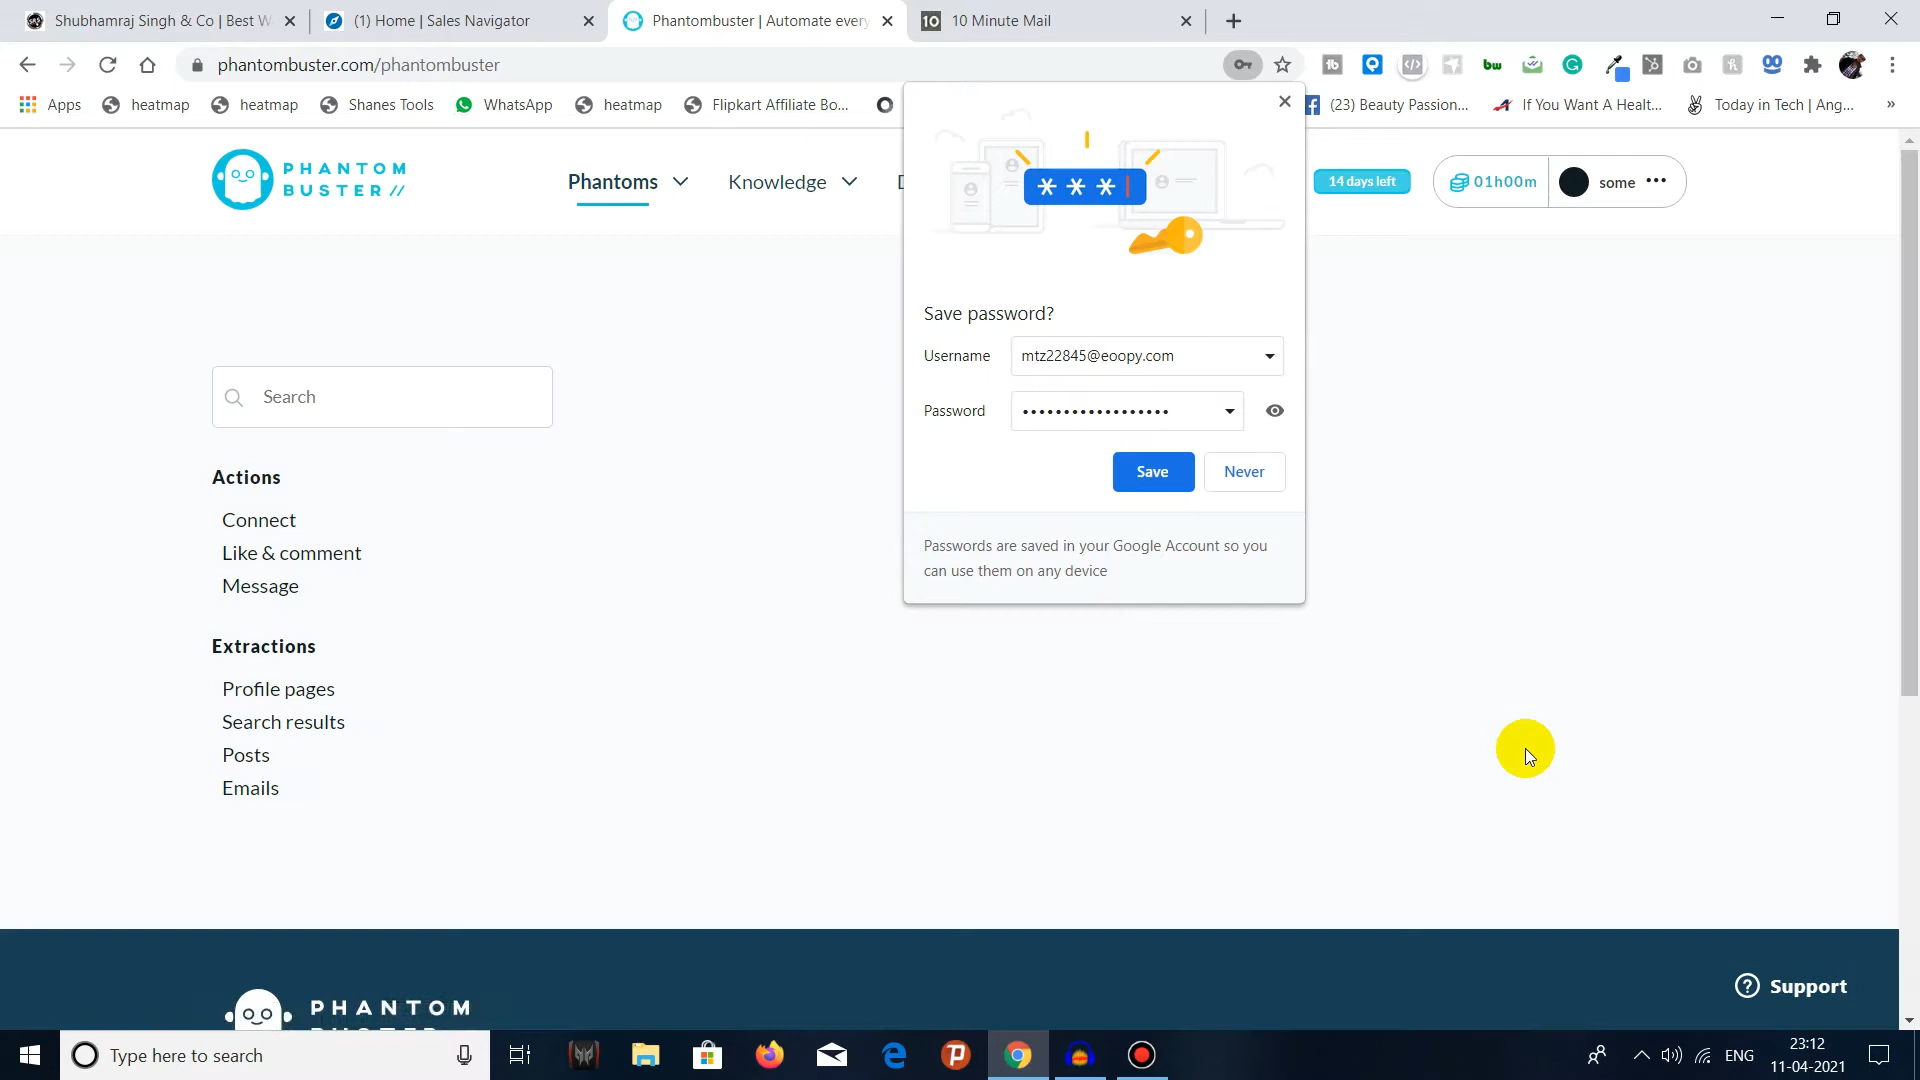 Shubhamraj Singh & Co | Best W
(1) Home | Sales Navigator
Phantombuster | Automate every
10 10 Minute Mail
phantombuster.com/phantombuster
Apps
heatmap
heatmap
Shanes Tools
WhatsApp
heatmap
Flipkart Affiliate Bo...
(23) Beauty Passion...
If You Want A Healt...
Today in Tech | Ang...
»
PHANTOM
BUSTER //
Phantoms
Knowledge
14 days left
01h00m
some
Save password?
Username
mtz22845@eoopy.com
Password
••••••••••••••••••
Save
Never
Passwords are saved in your Google Account so you
can use them on any device
Search
Actions
Connect
Like & comment
Message
Extractions
Profile pages
Search results
Posts
Emails
PHANTOM
Support
Type here to search
ENG
23:12
11-04-2021